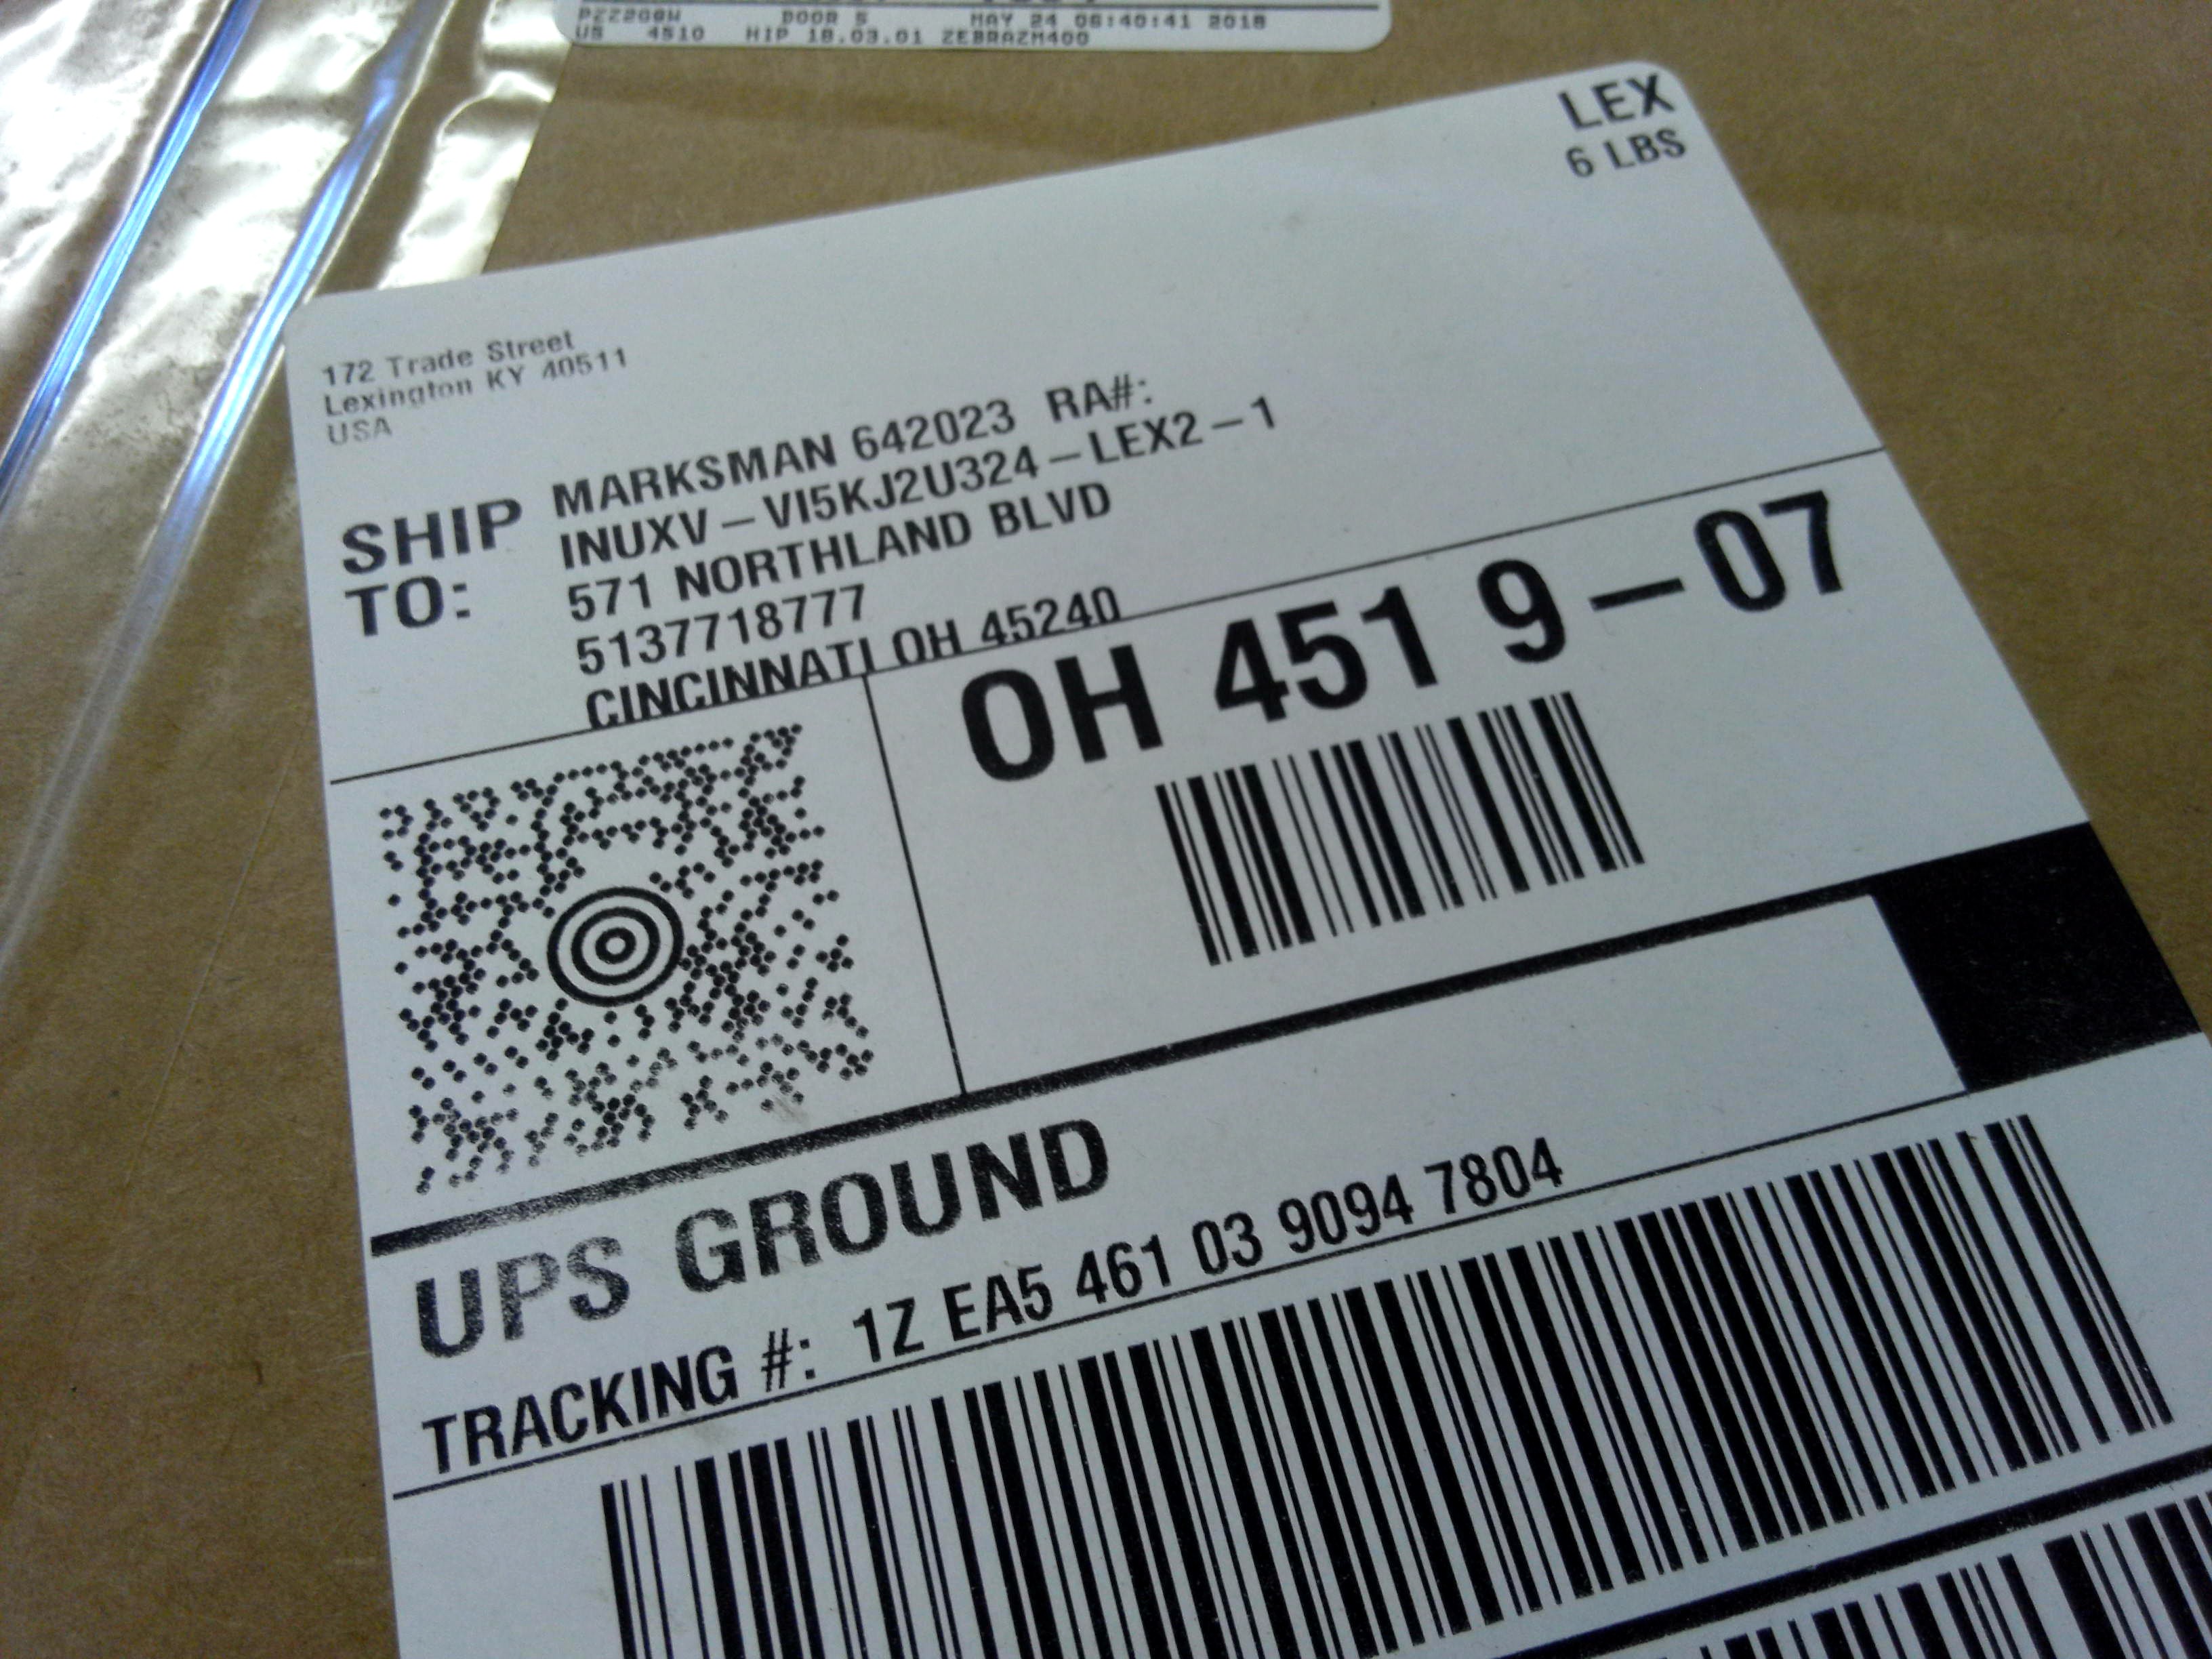 PZZ200W DOOR 5 MAY 24 06:40:41 2018
US 4510 HIP 18.03.01 ZEBRAZM400
LEX
6 LBS
172 Trade Street
Lexington KY 40511
USA
SHIP TO:
MARKSMAN 642023 RA#:
INUXV-VI5KJ2U324-LEX2-1
571 NORTHLAND BLVD
5137718777
CINCINNATI OH 45240
OH 451 9-07
UPS GROUND
TRACKING #: 1Z EA5 461 03 9094 7804